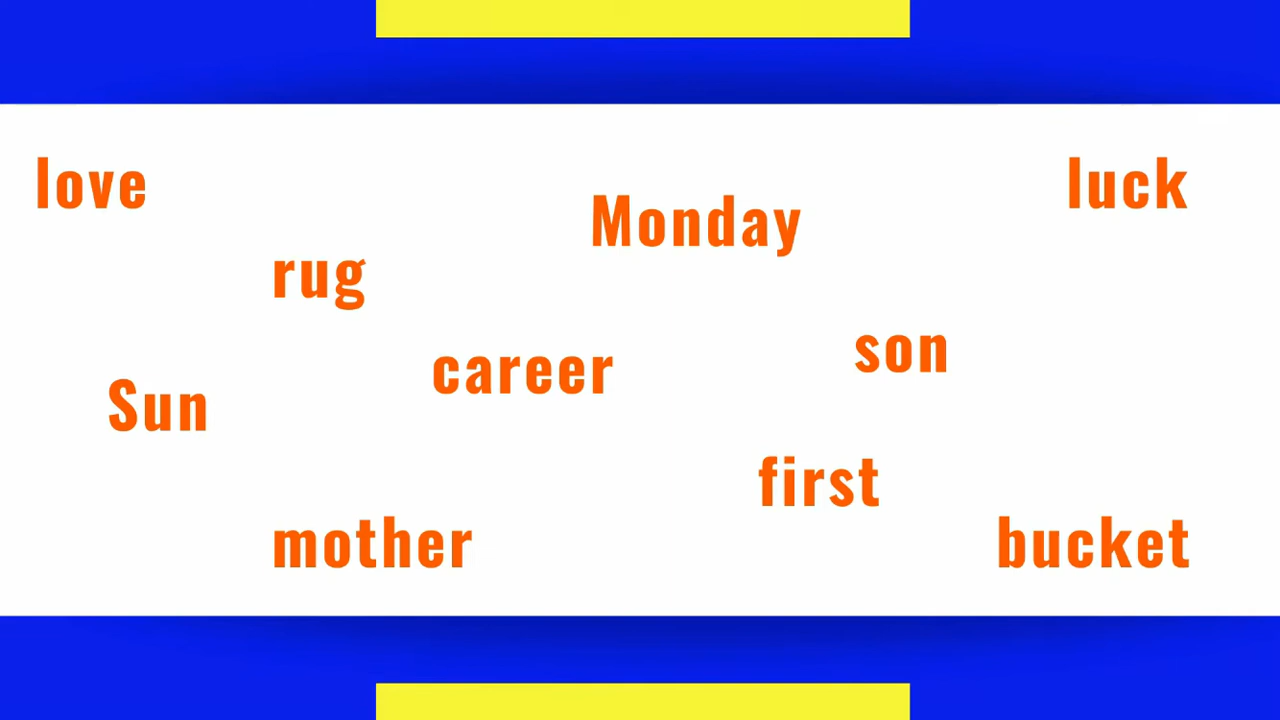 love
luck
Monday
rug
son
career
Sun
first
mother
bucket